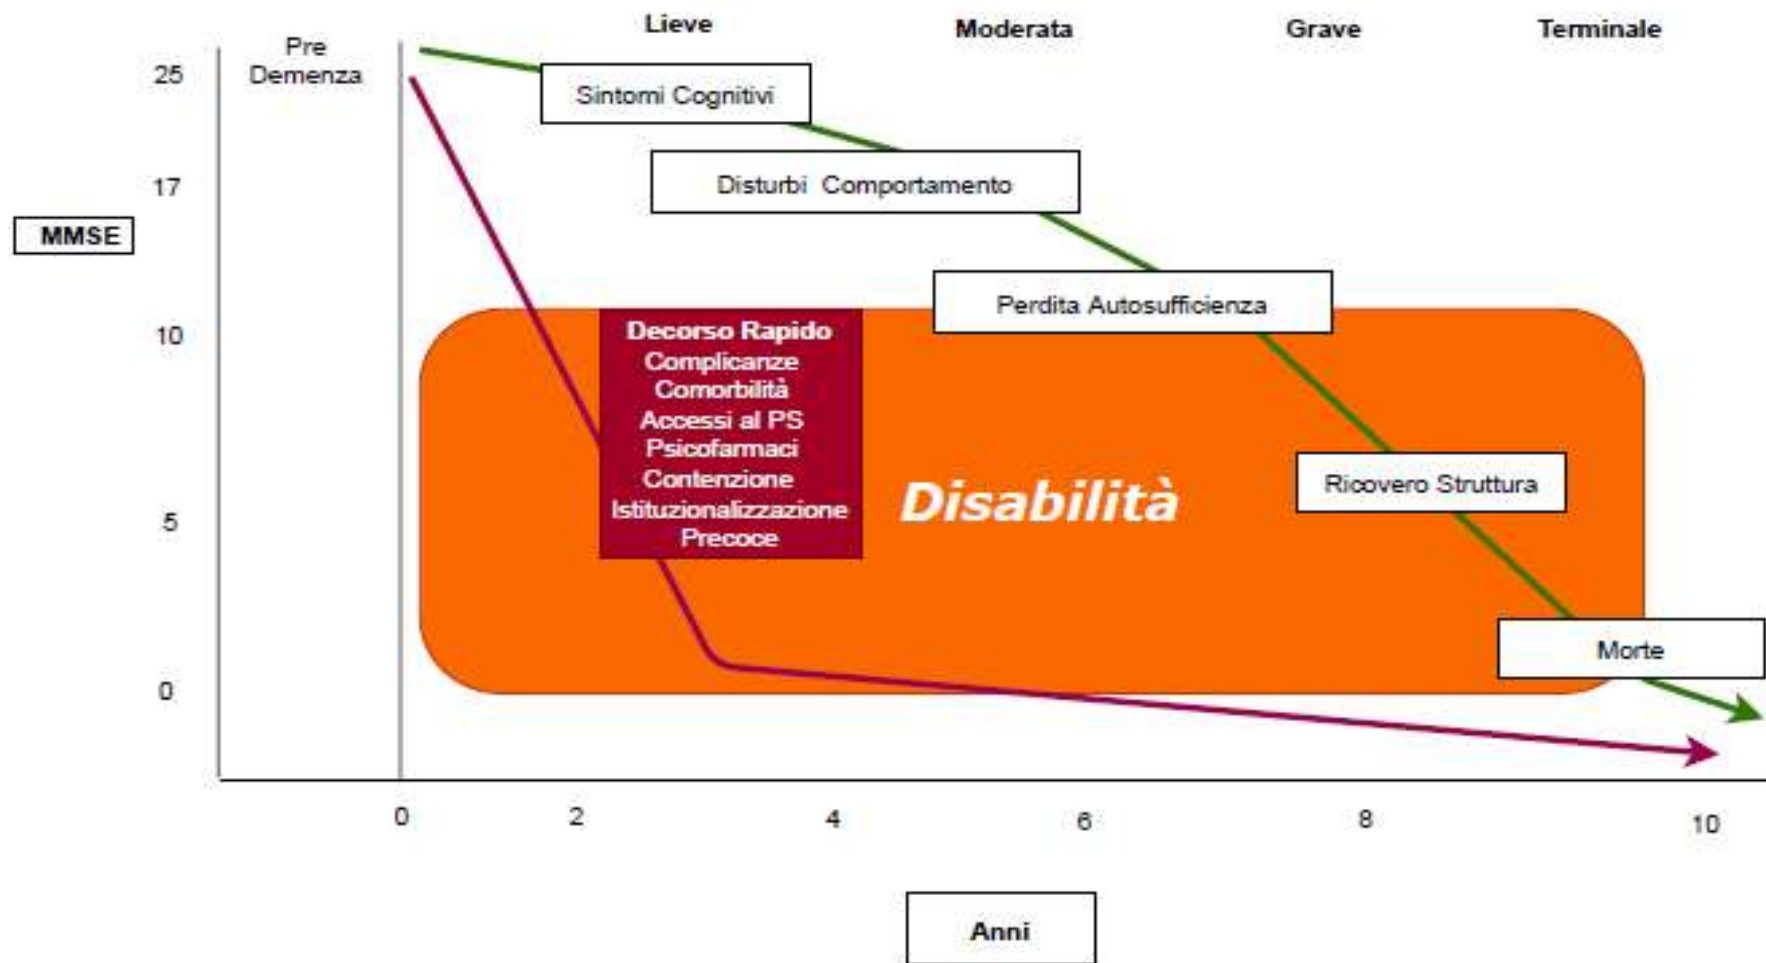 Lieve
Moderata
Grave
Terminale
Pre
Demenza
25
Sintomi Cognitivi
17
Disturbi Comportamento
MMSE
Perdita Autosufficienza
10
Decorso Rapido
Complicanze
Comorbilità
Accessi al PS
Psicofarmaci
Contenzione
Istituzionalizzazione
Precoce
Disabilità
Ricovero Struttura
5
Morte
0
0
2
4
6
8
10
Anni